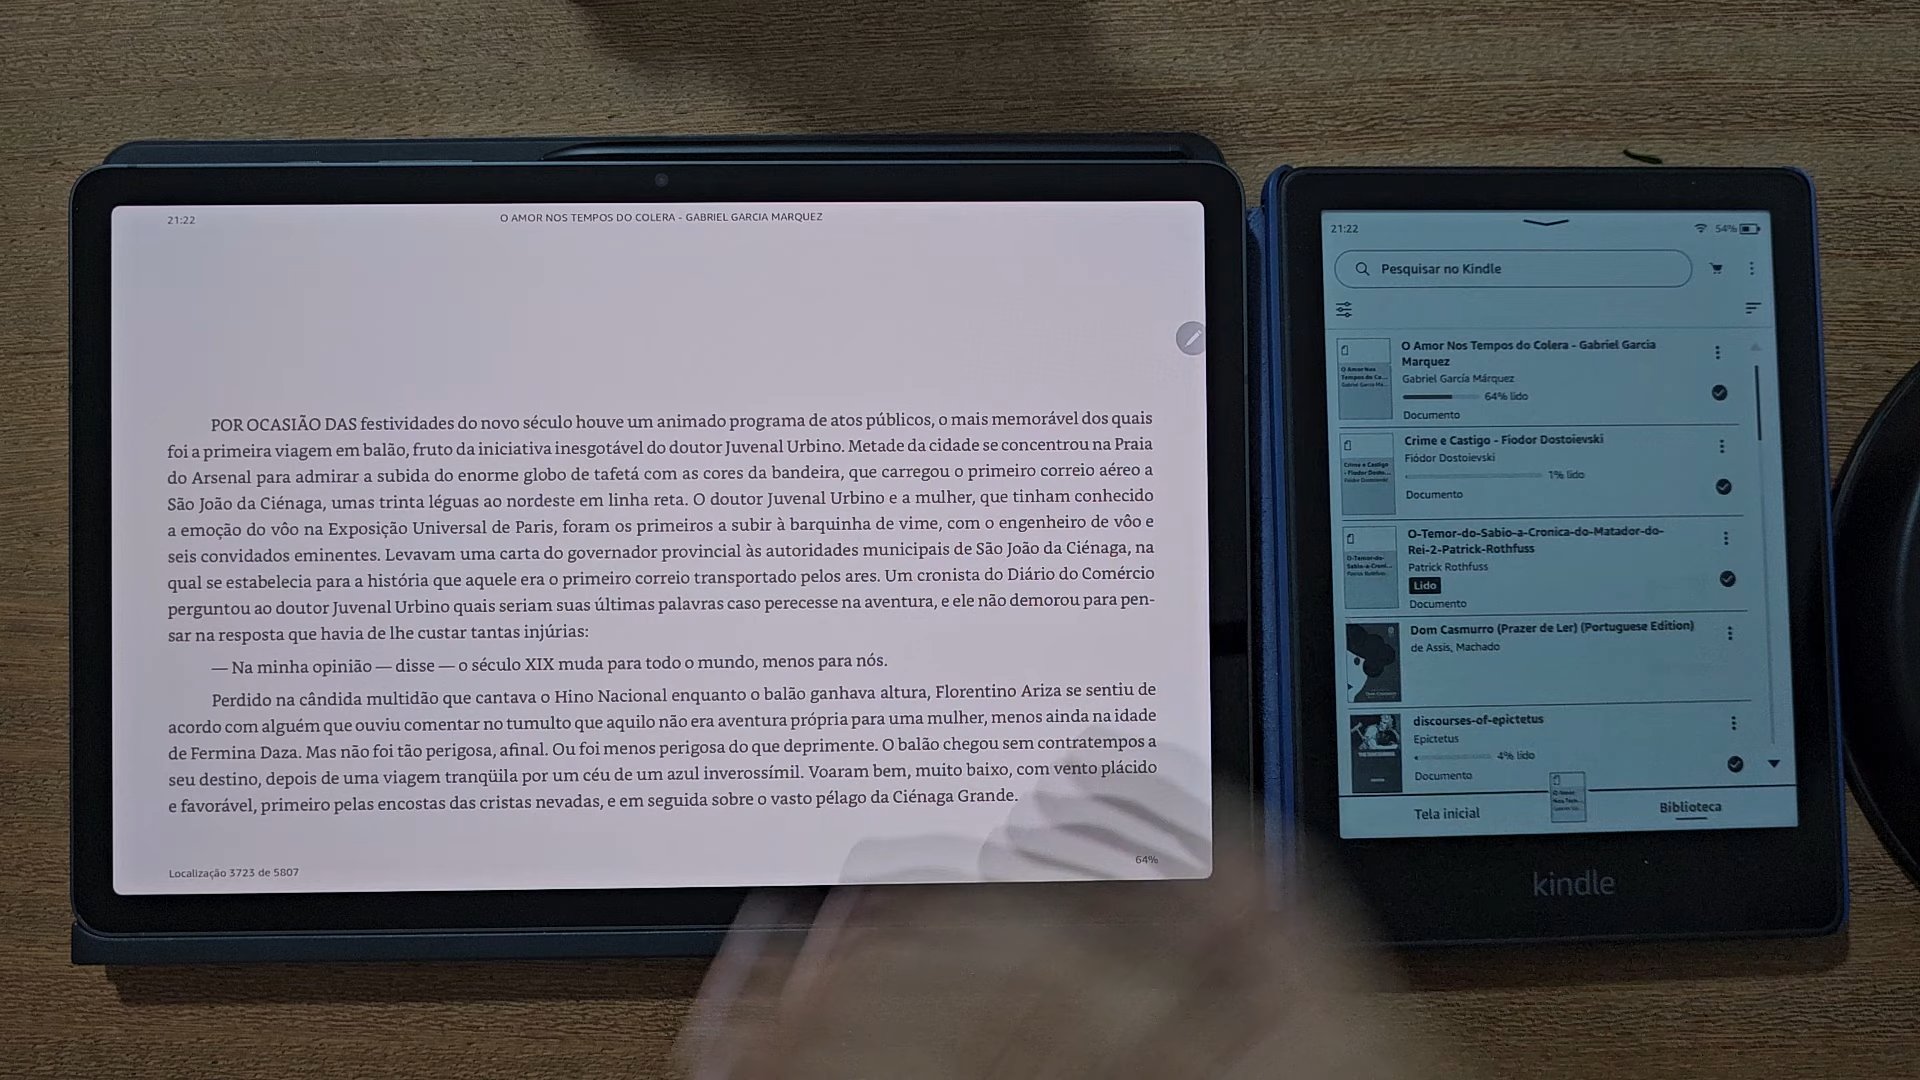 21:22
O AMOR NOS TEMPOS DO COLERA - GABRIEL GARCIA MARQUEZ
POR OCASIÃO DAS festividades do novo século houve um animado programa de atos públicos, o mais memorável dos quais
foi a primeira viagem em balão, fruto da iniciativa inesgotável do doutor Juvenal Urbino. Metade da cidade se concentrou na Praia
do Arsenal para admirar a subida do enorme globo de tafetá com as cores da bandeira, que carregou o primeiro correio aéreo a
São João da Ciénaga, umas trinta léguas ao nordeste em linha reta. O doutor Juvenal Urbino e a mulher, que tinham conhecido
a emoção do vôo na Exposição Universal de Paris, foram os primeiros a subir à barquinha de vime, com o engenheiro de vôo e
seis convidados eminentes. Levavam uma carta do governador provincial às autoridades municipais de São João da Ciénaga, na
qual se estabelecia para a história que aquele era o primeiro correio transportado pelos ares. Um cronista do Diário do Comércio
perguntou ao doutor Juvenal Urbino quais seriam suas últimas palavras caso perecesse na aventura, e ele não demorou para pen-
sar na resposta que havia de lhe custar tantas injúrias:
— Na minha opinião — disse — o século XIX muda para todo o mundo, menos para nós.
Perdido na cândida multidão que cantava o Hino Nacional enquanto o balão ganhava altura, Florentino Ariza se sentiu de
acordo com alguém que ouviu comentar no tumulto que aquilo não era aventura própria para uma mulher, menos ainda na idade
de Fermina Daza. Mas não foi tão perigosa, afinal. Ou foi menos perigosa do que deprimente. O balão chegou sem contratempos a
seu destino, depois de uma viagem tranqüila por um céu de um azul inverossímil. Voaram bem, muito baixo, com vento plácido
e favorável, primeiro pelas encostas das cristas nevadas, e em seguida sobre o vasto pélago da Ciénaga Grande.
Localização 3723 de 5807
64%
21:22
54%
Pesquisar no Kindle
O Amor Nos Tempos do Colera - Gabriel Garcia
Marquez
Gabriel García Márquez
64% lido
Documento
Crime e Castigo - Fiodor Dostoievski
Fiódor Dostoievski
1% lido
Documento
O-Temor-do-Sabio-a-Cronica-do-Matador-do-
Rei-2-Patrick-Rothfuss
Patrick Rothfuss
Lido
Documento
Dom Casmurro (Prazer de Ler) (Portuguese Edition)
de Assis, Machado
discourses-of-epictetus
Epictetus
4% lido
Documento
Tela inicial
Biblioteca
kindle